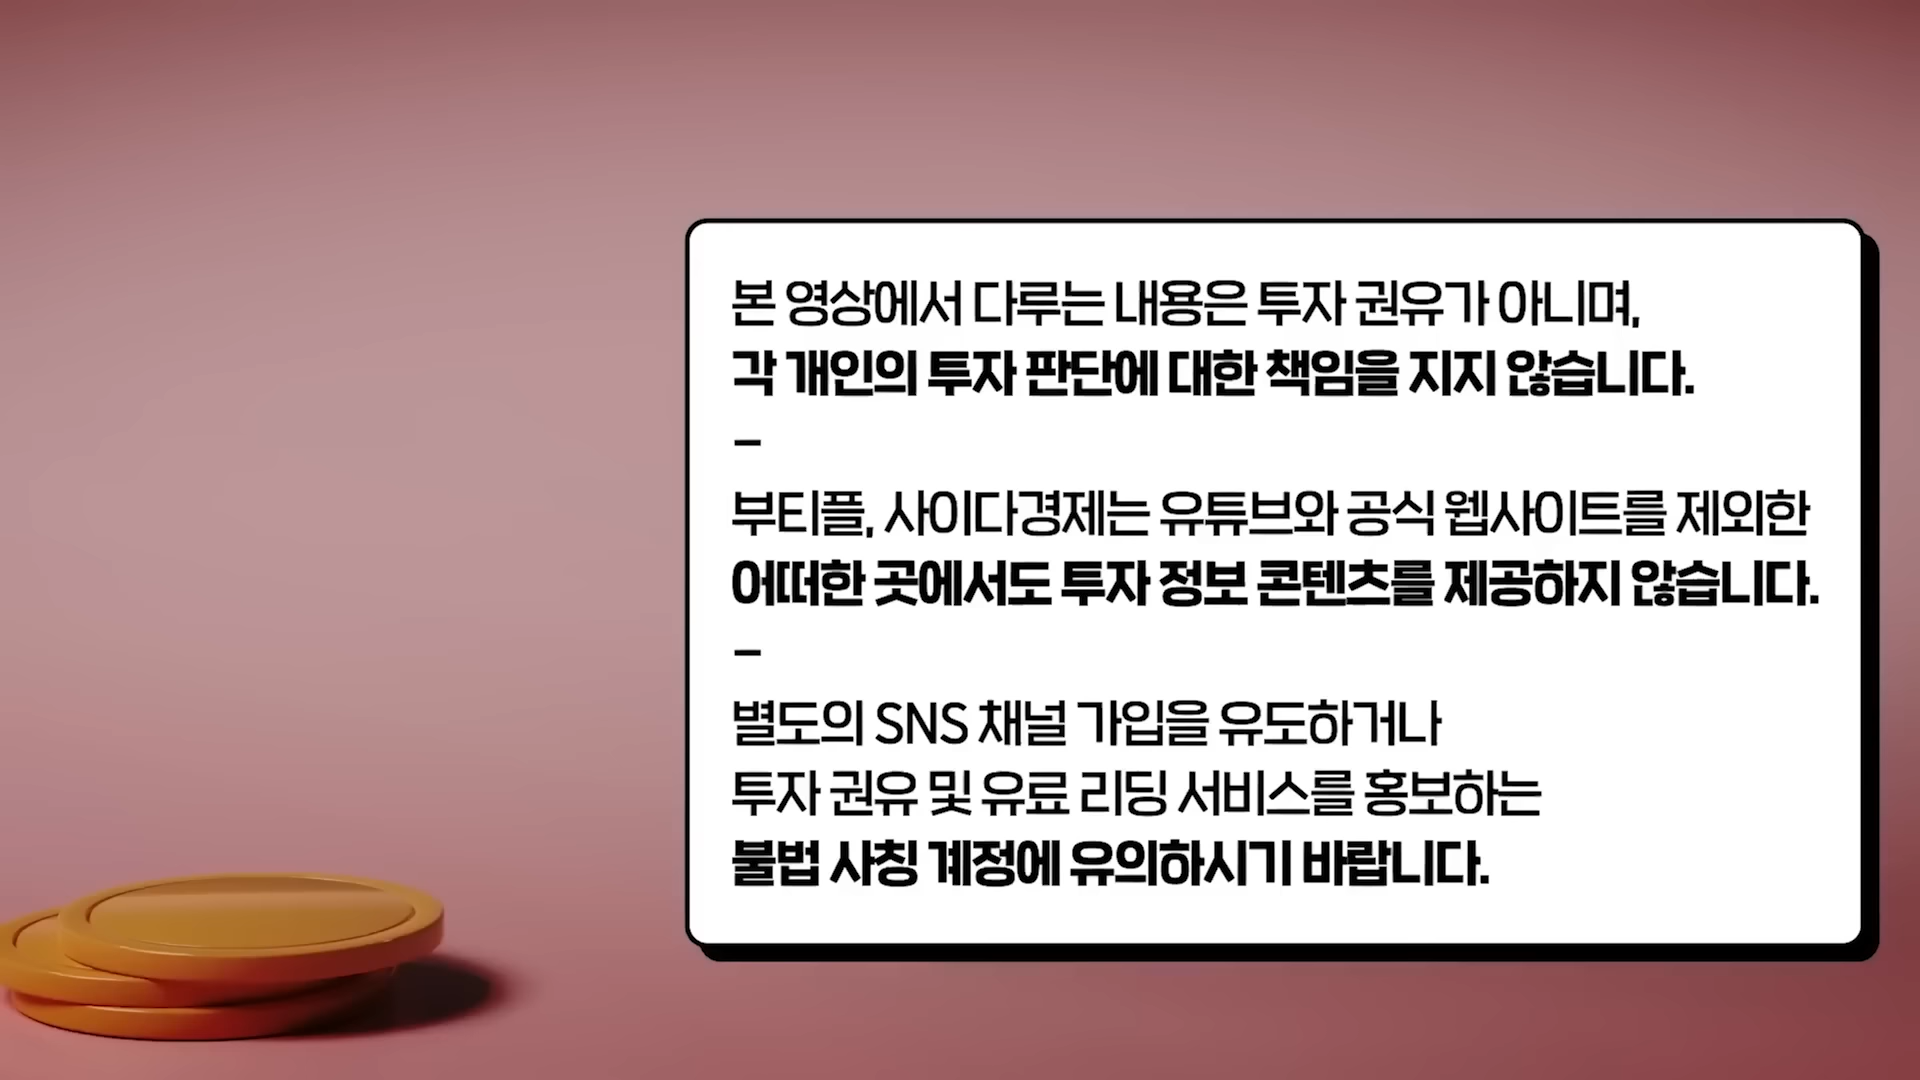 본 영상에서 다루는 내용은 투자 권유가 아니며,
각 개인의 투자 판단에 대한 책임을 지지 않습니다.
–
부티플, 사이다경제는 유튜브와 공식 웹사이트를 제외한
어떠한 곳에서도 투자 정보 콘텐츠를 제공하지 않습니다.
–
별도의 SNS 채널 가입을 유도하거나
투자 권유 및 유료 리딩 서비스를 홍보하는
불법 사칭 계정에 유의하시기 바랍니다.